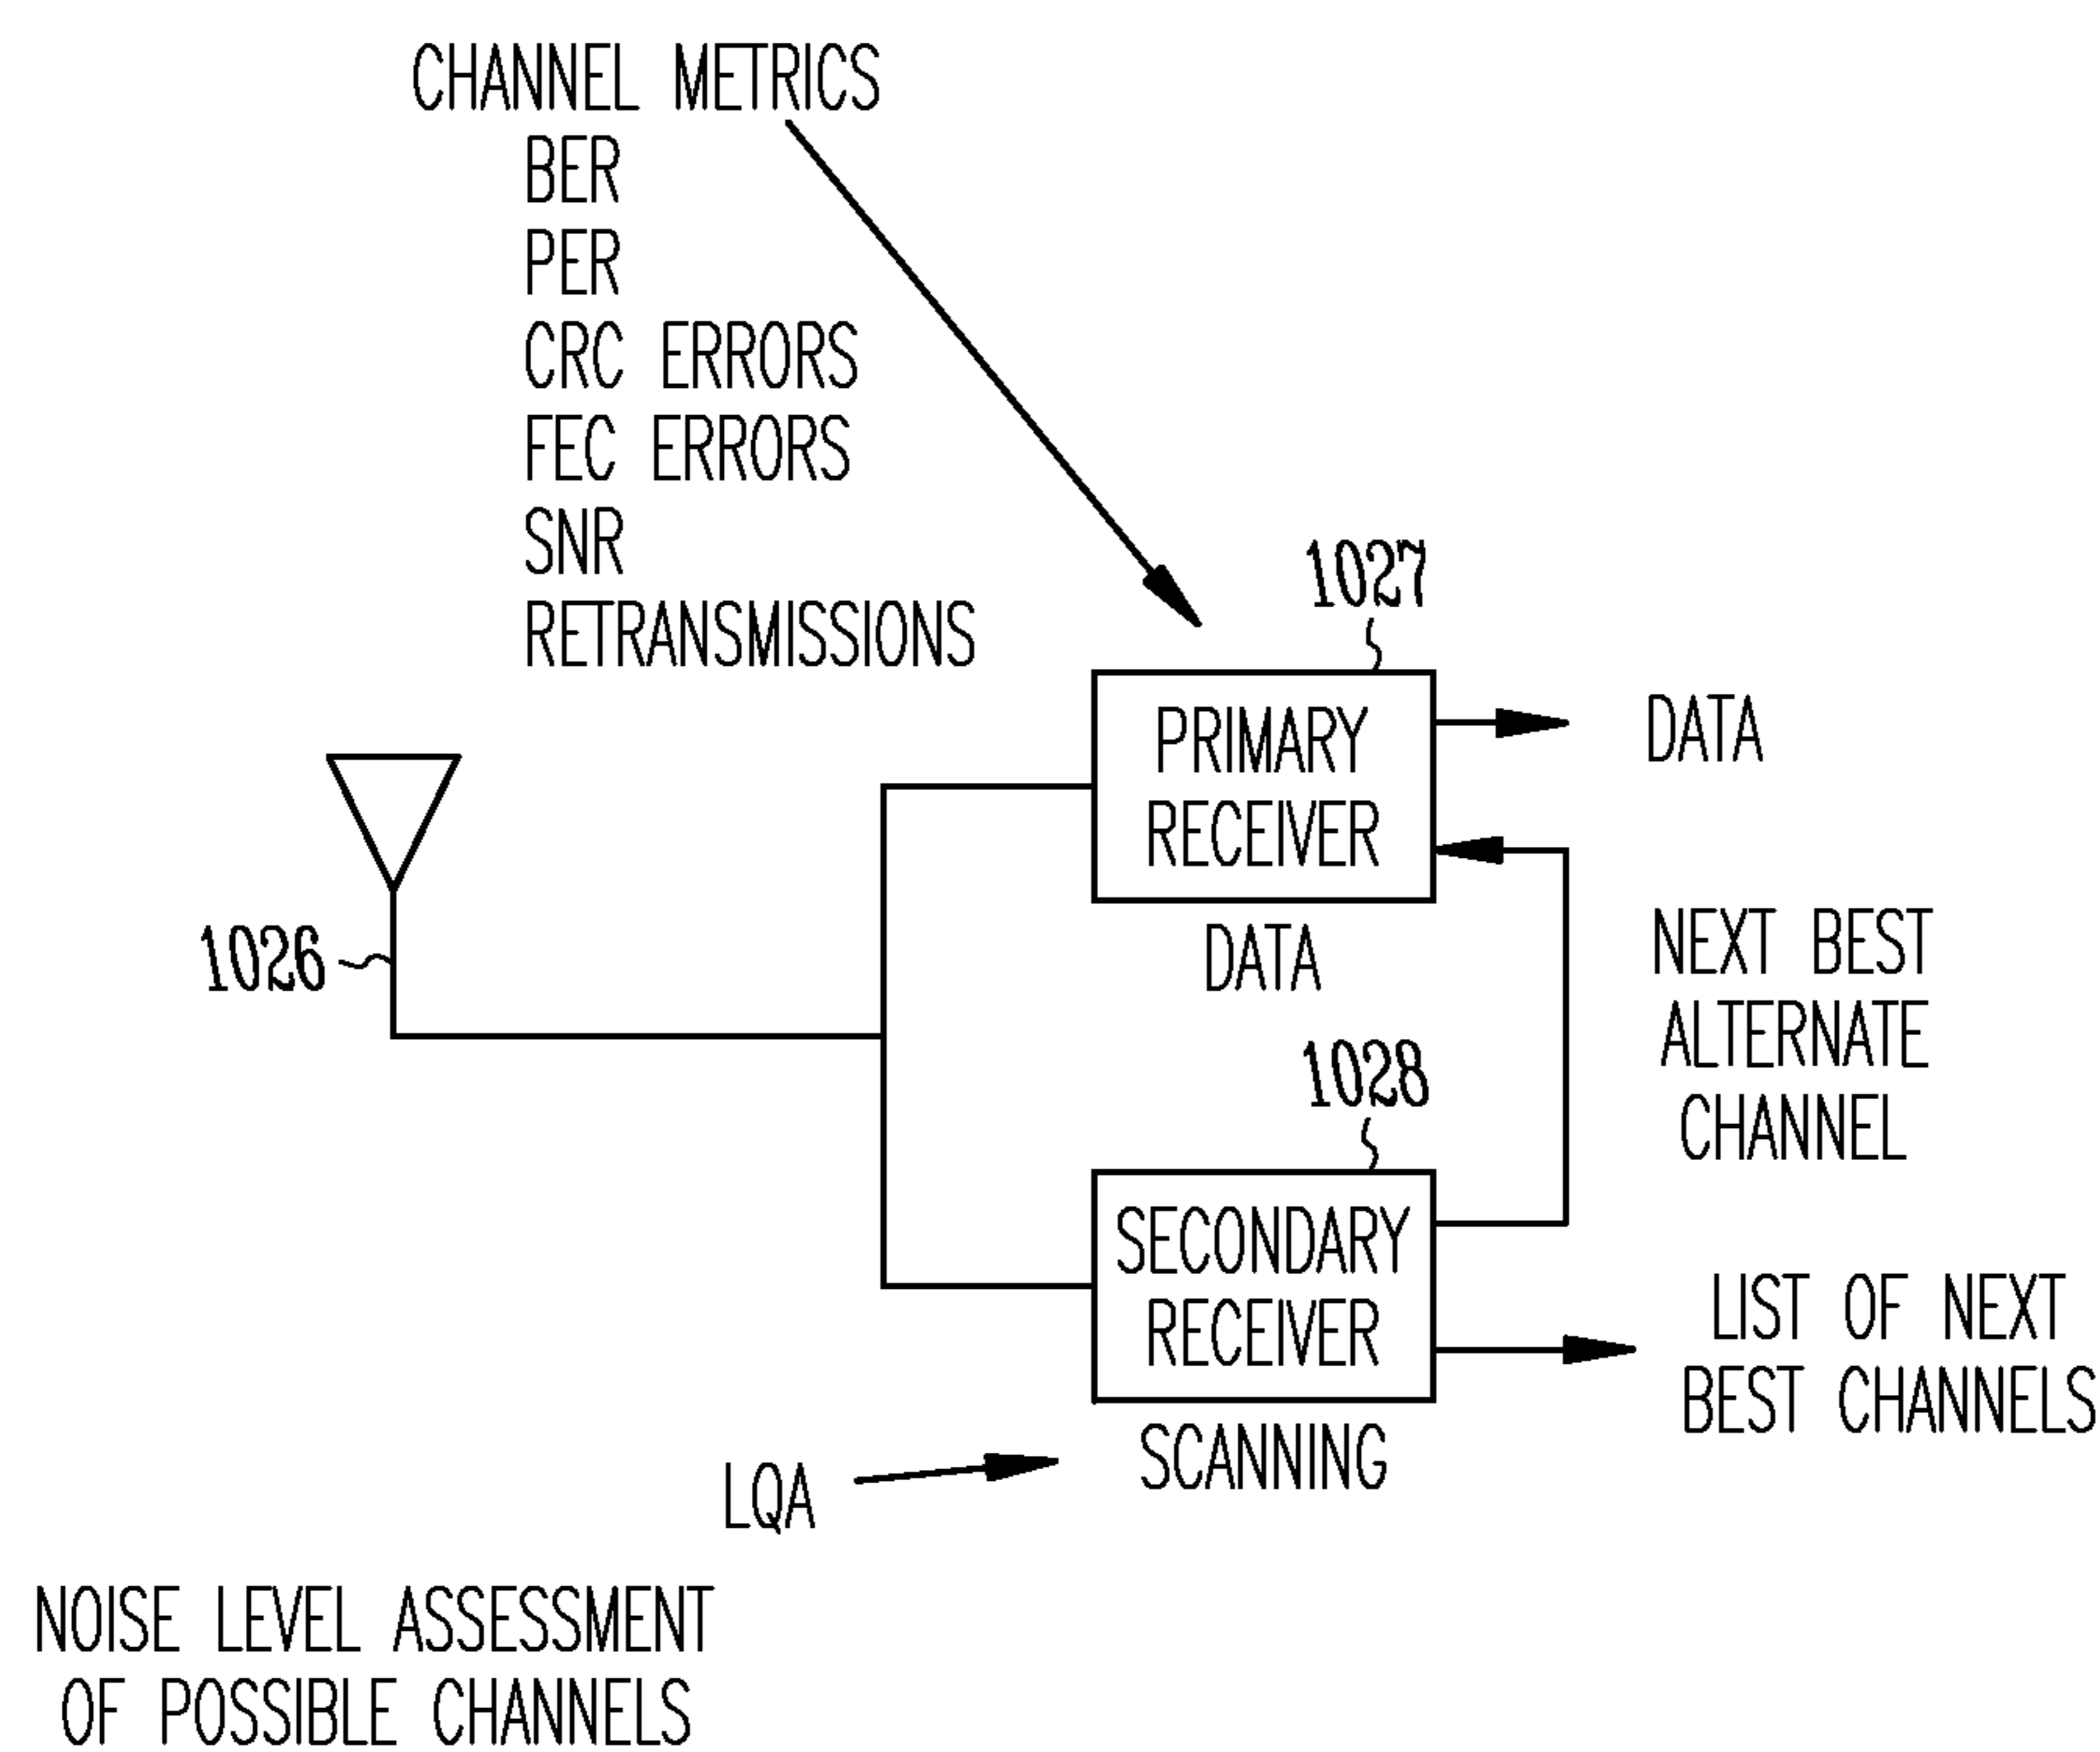 CHANNEL METRICS
BER
PER
CRC ERRORS
FEC ERRORS
SNR
RETRANSMISSIONS
1027
PRIMARY
RECEIVER
DATA
DATA
1026
NEXT BEST
ALTERNATE
CHANNEL
1028
SECONDARY
RECEIVER
SCANNING
LIST OF NEXT
BEST CHANNELS
LQA
NOISE LEVEL ASSESSMENT
OF POSSIBLE CHANNELS